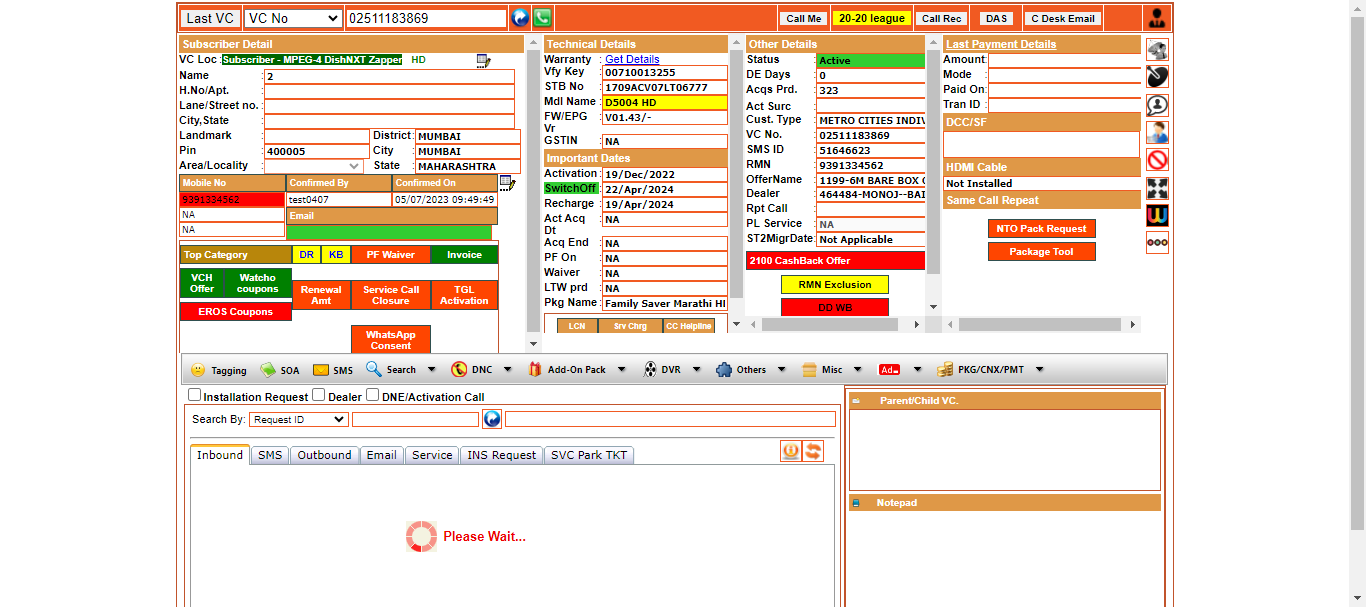 Last VC VC No 02511183869 Call Me 20-20 league Call Rec DAS C Desk Email
Subscriber Detail
VC Loc : Subscriber - MPEG-4 DishNXT Zapper HD
Name : 2
H.No/Apt. :
Lane/Street no. :
City,State :
Landmark : District : MUMBAI
Pin : 400005 City : MUMBAI
Area/Locality : State : MAHARASHTRA
Mobile No Confirmed By Confirmed On
9391334562 test0407 05/07/2023 09:49:49
NA Email
NA
Top Category DR KB PF Waiver Invoice
VCH Offer Watcho coupons Renewal Amt Service Call Closure TGL Activation
EROS Coupons
WhatsApp Consent
Technical Details
Warranty : Get Details
Vfy Key : 00710013255
STB No : 1709ACV07LT06777
Mdl Name : D5004 HD
FW/EPG Vr : V01.43/-
GSTIN : NA
Important Dates
Activation : 19/Dec/2022
SwitchOff : 22/Apr/2024
Recharge : 19/Apr/2024
Act Acq Dt : NA
Acq End : NA
PF On : NA
Waiver : NA
LTW prd : NA
Pkg Name : Family Saver Marathi HI
LCN Srv Chrg CC Helpline
Other Details
Status : Active
DE Days : 0
Acqs Prd. : 323
Act Surc :
Cust. Type : METRO CITIES INDIV
VC No. : 02511183869
SMS ID : 51646623
RMN : 9391334562
OfferName : 1199-6M BARE BOX
Dealer : 464484-MONOJ--BAI
Rpt Call :
PL Service : NA
ST2MigrDate : Not Applicable
2100 CashBack Offer
RMN Exclusion
DD WB
Last Payment Details
Amount:
Mode :
Paid On:
Tran ID :
DCC/SF
HDMI Cable
Not Installed
Same Call Repeat
NTO Pack Request
Package Tool
Tagging SOA SMS Search DNC Add-On Pack DVR Others Misc Ad PKG/CNX/PMT
Installation Request Dealer DNE/Activation Call
Search By: Request ID
Inbound SMS Outbound Email Service INS Request SVC Park TKT
Please Wait...
Parent/Child VC.
Notepad